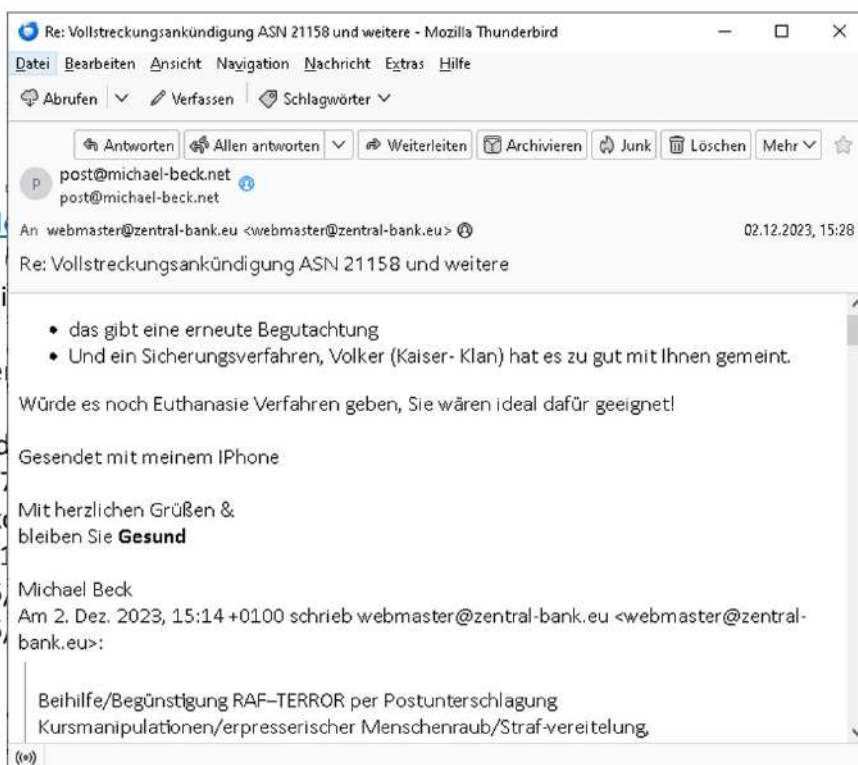 Re: Vollstreckungsankündigung ASN 21158 und weitere - Mozilla Thunderbird
Datei Bearbeiten Ansicht Navigation Nachricht Extras Hilfe
Abrufen Verfassen Schlagwörter
Antworten Allen antworten Weiterleiten Archivieren Junk Löschen Mehr
P
post@michael-beck.net
post@michael-beck.net
An webmaster@zentral-bank.eu <webmaster@zentral-bank.eu> 02.12.2023, 15:28
Re: Vollstreckungsankündigung ASN 21158 und weitere
• das gibt eine erneute Begutachtung
• Und ein Sicherungsverfahren, Volker (Kaiser- Klan) hat es zu gut mit Ihnen gemeint.
Würde es noch Euthanasie Verfahren geben, Sie wären ideal dafür geeignet!
Gesendet mit meinem IPhone
Mit herzlichen Grüßen &
bleiben Sie Gesund
Michael Beck
Am 2. Dez. 2023, 15:14 +0100 schrieb webmaster@zentral-bank.eu <webmaster@zentral-
bank.eu>:
Beihilfe/Begünstigung RAF–TERROR per Postunterschlagung
Kursmanipulationen/erpresserischer Menschenraub/Straf-vereitelung,